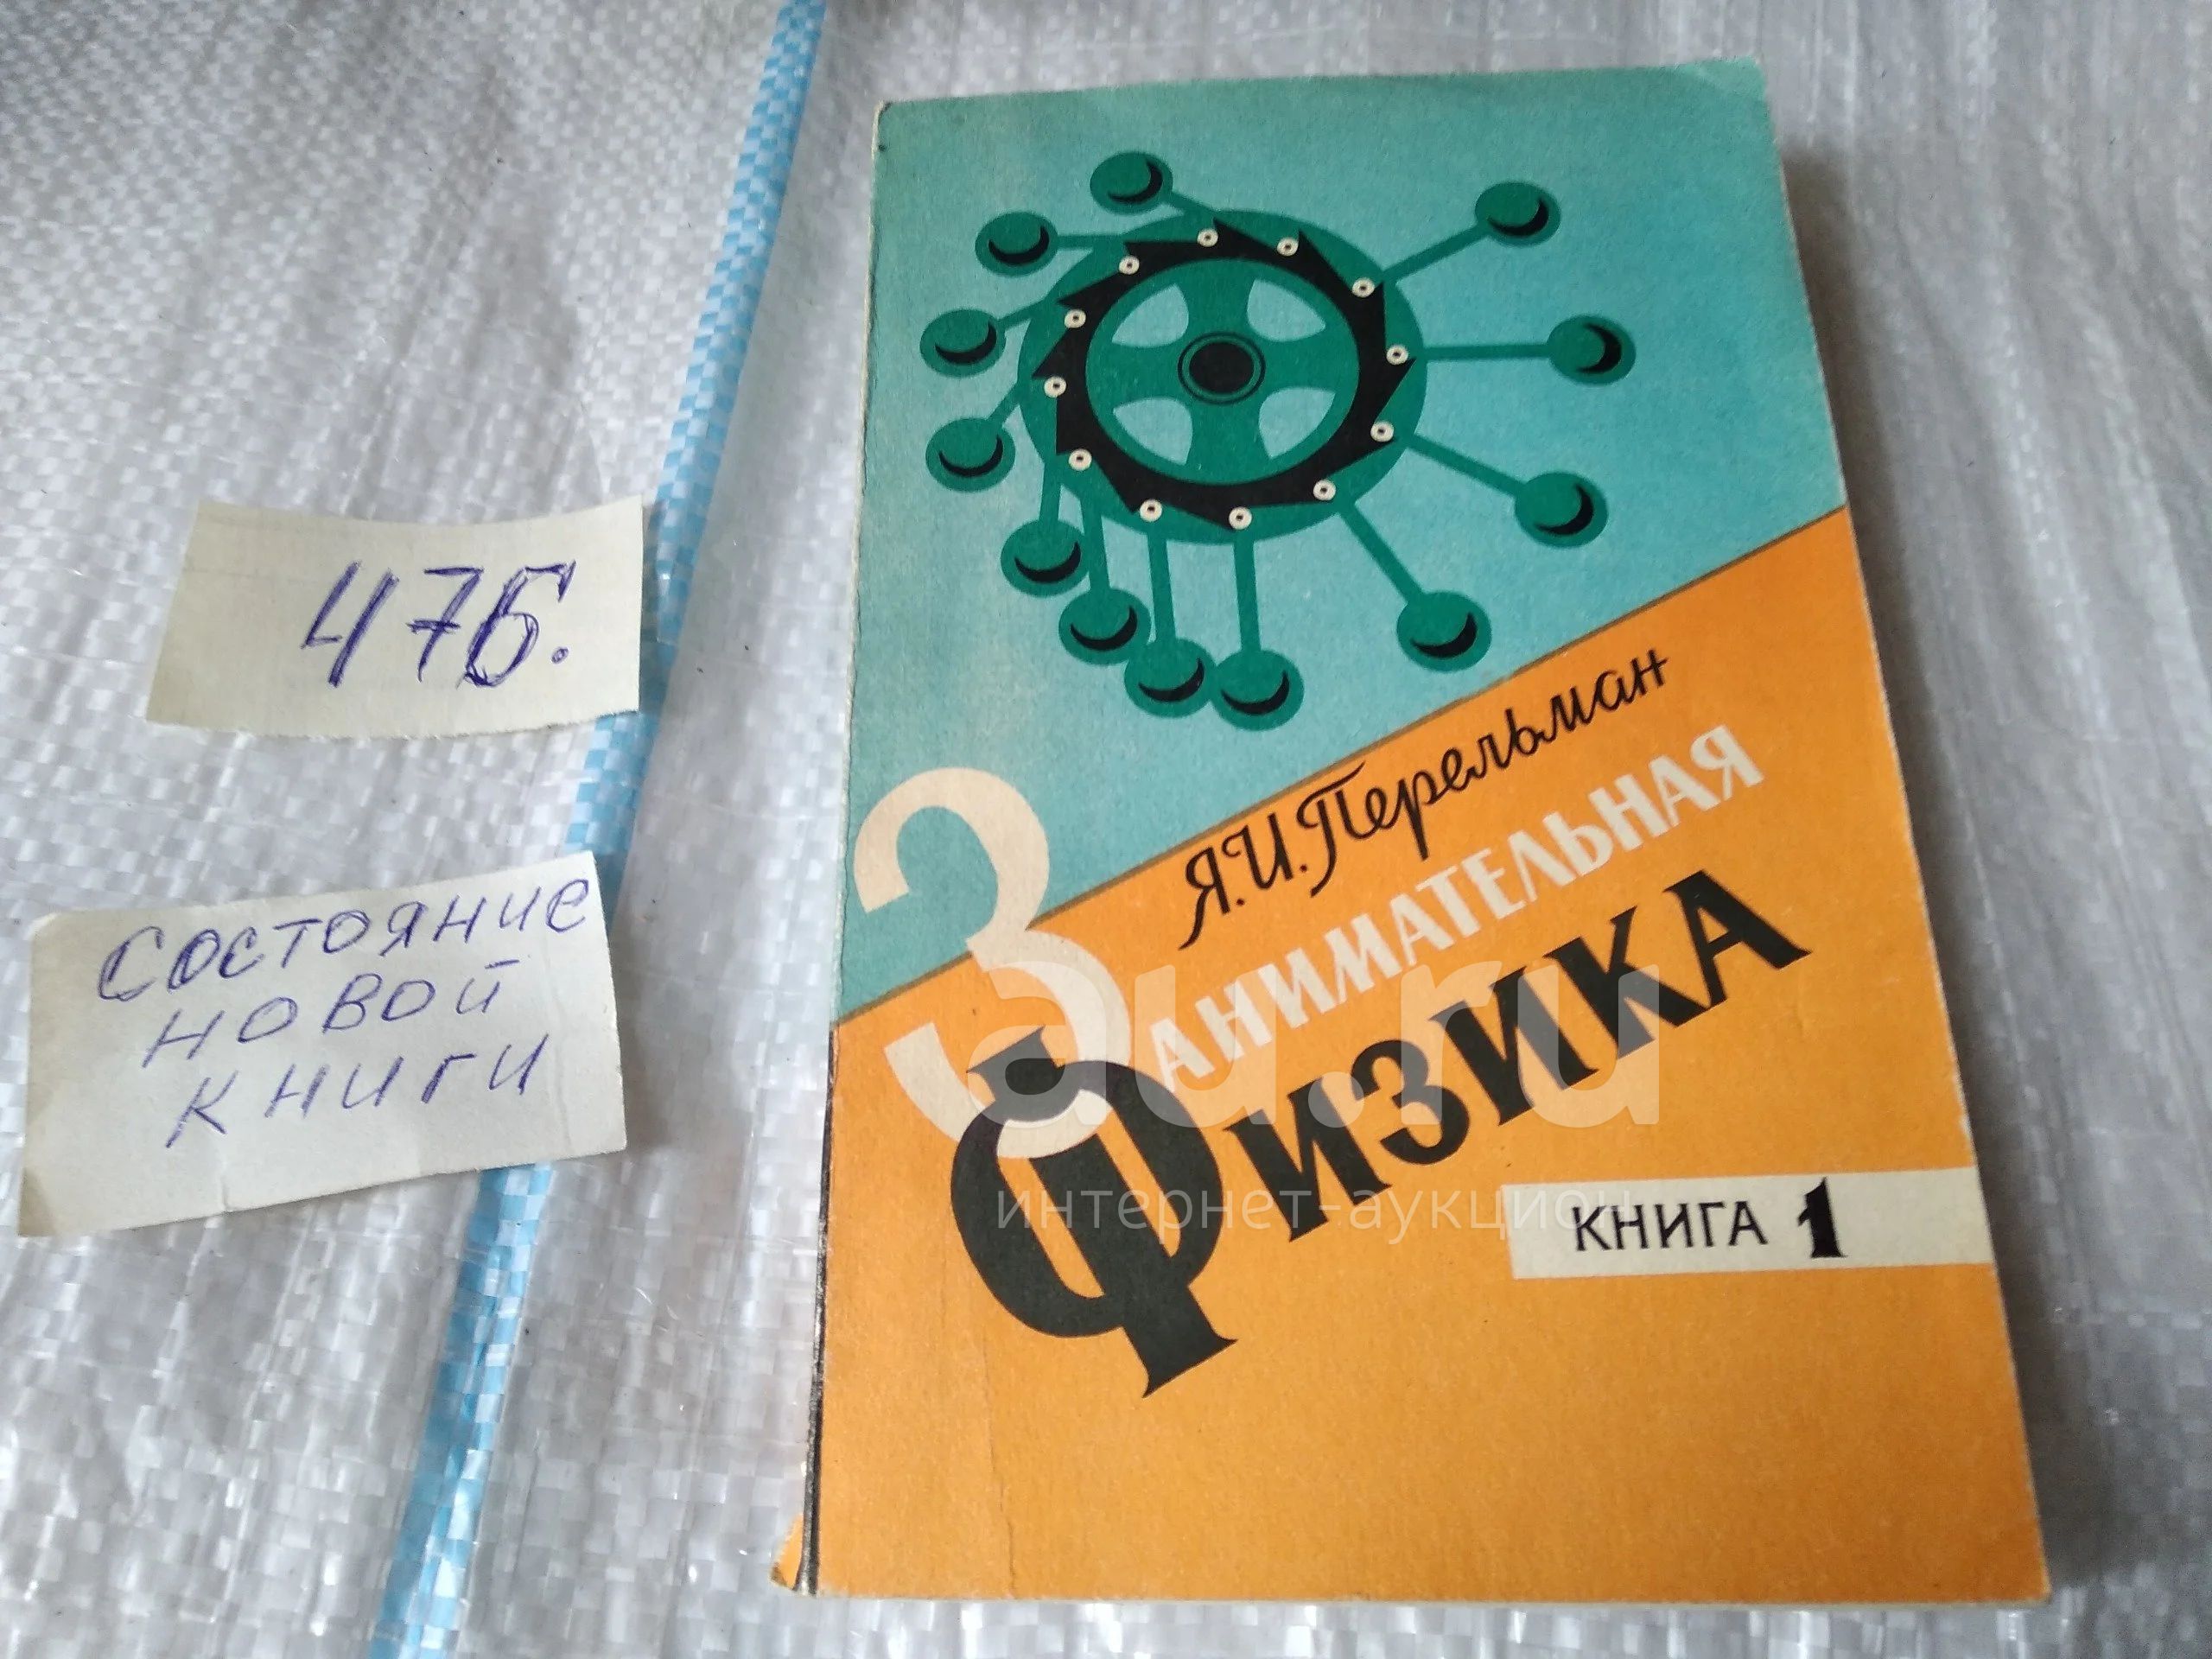 47б.
состояние
новой
книги
Я.И.Перельман
ЗАНИМАТЕЛЬНАЯ
ФИЗИКА
КНИГА 1
au.ru
интернет-аукцион